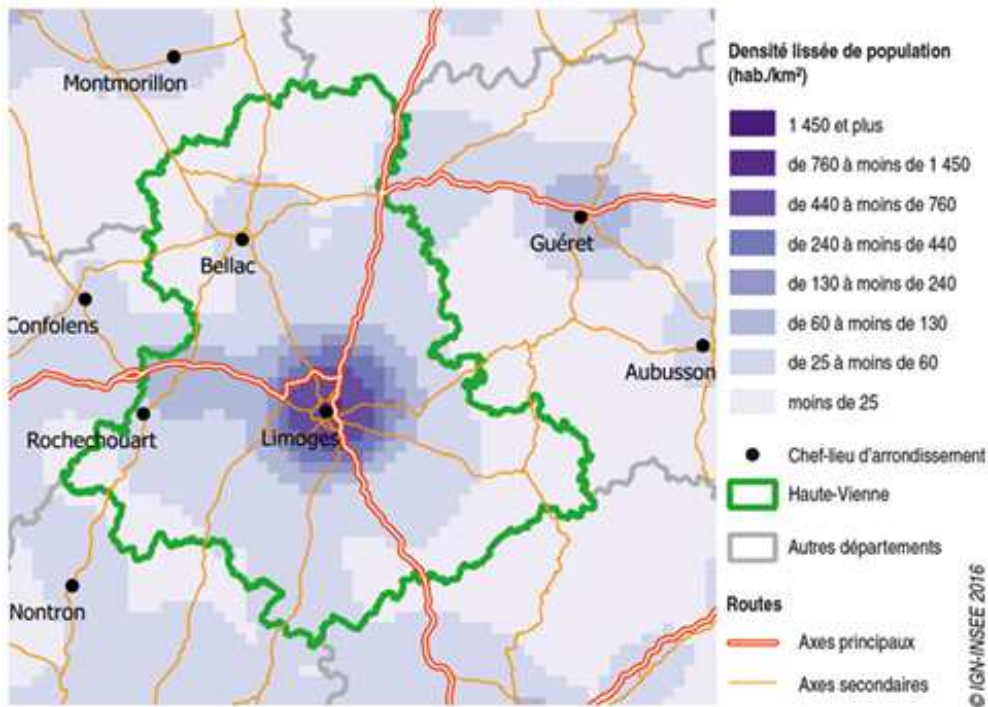 Montmorillon
Bellac
Guéret
Confolens
Aubusson
Rochechouart
Limoges
Nontron
Densité lissée de population
(hab./km²)
1 450 et plus
de 760 à moins de 1 450
de 440 à moins de 760
de 240 à moins de 440
de 130 à moins de 240
de 60 à moins de 130
de 25 à moins de 60
moins de 25
Chef-lieu d'arrondissement
Haute-Vienne
Autres départements
Routes
Axes principaux
Axes secondaires
© IGN-INSEE 2016